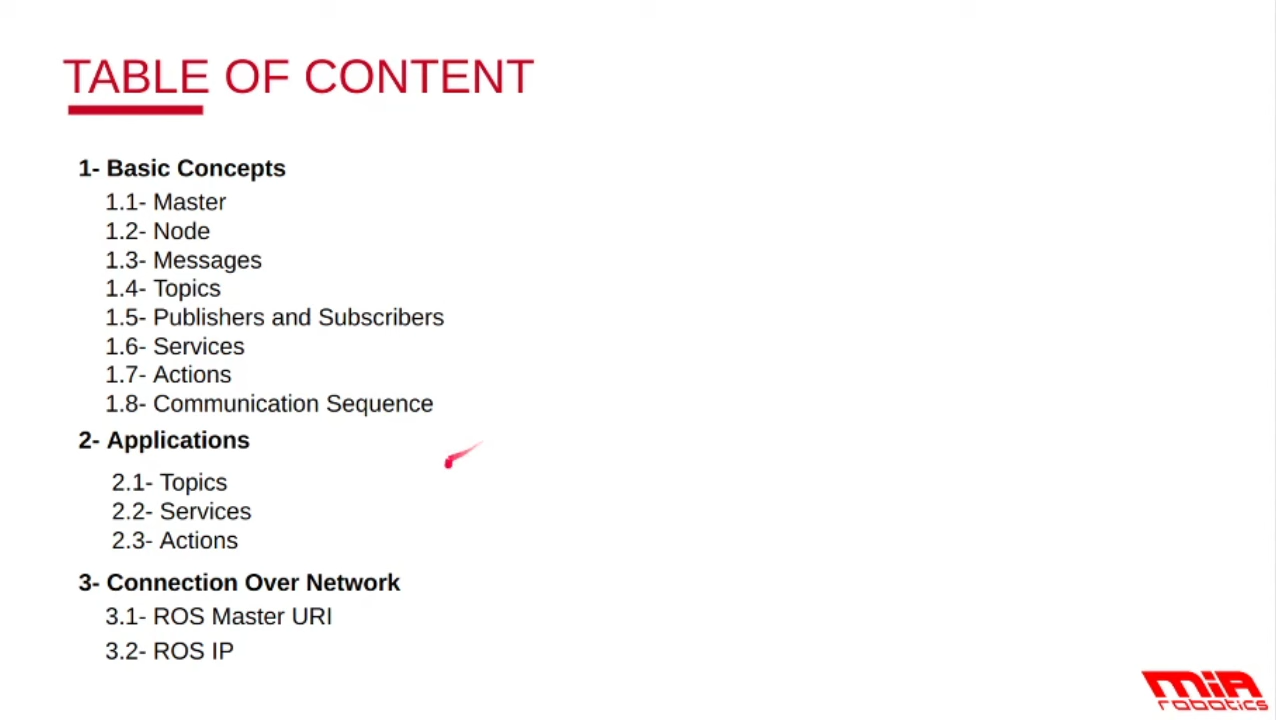 TABLE OF CONTENT
1- Basic Concepts
1.1- Master
1.2- Node
1.3- Messages
1.4- Topics
1.5- Publishers and Subscribers
1.6- Services
1.7- Actions
1.8- Communication Sequence
2- Applications
2.1- Topics
2.2- Services
2.3- Actions
3- Connection Over Network
3.1- ROS Master URI
3.2- ROS IP
MIA
robotics